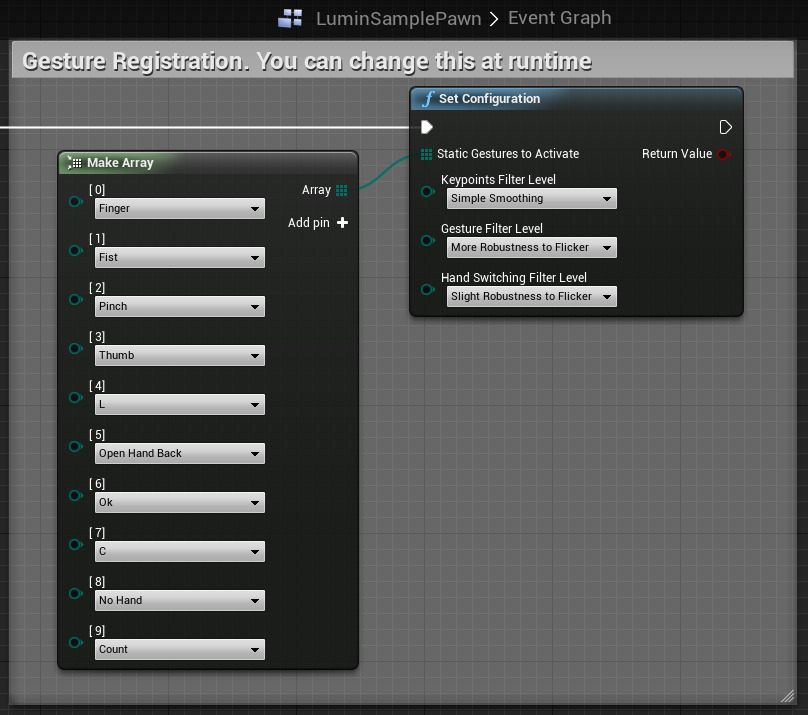 LuminSamplePawn > Event Graph
Gesture Registration. You can change this at runtime
f Set Configuration
Static Gestures to Activate Return Value
Keypoints Filter Level
Simple Smoothing
Gesture Filter Level
More Robustness to Flicker
Hand Switching Filter Level
Slight Robustness to Flicker
Make Array
[ 0] Array
Finger
Add pin +
[ 1]
Fist
[ 2]
Pinch
[ 3]
Thumb
[ 4]
L
[ 5]
Open Hand Back
[ 6]
Ok
[ 7]
C
[ 8]
No Hand
[ 9]
Count